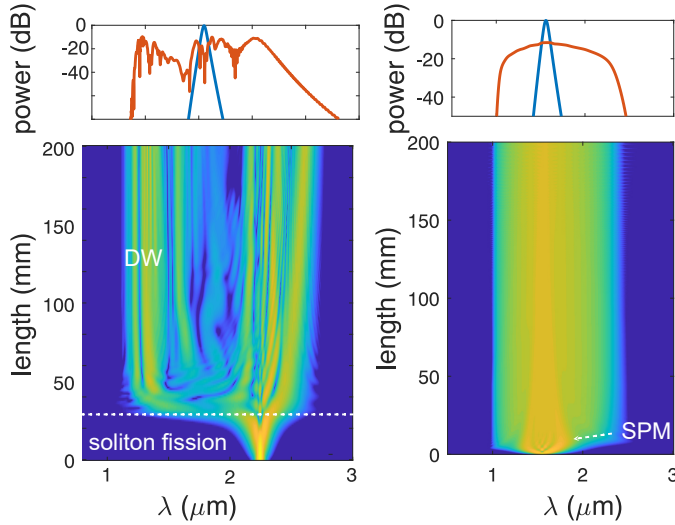 power (dB)
0
-20
-40
power (dB)
0
-20
-40
200
150
100
50
0
length (mm)
DW
soliton fission
1
2
3
λ (μm)
200
150
100
50
0
length (mm)
SPM
1
2
3
λ (μm)